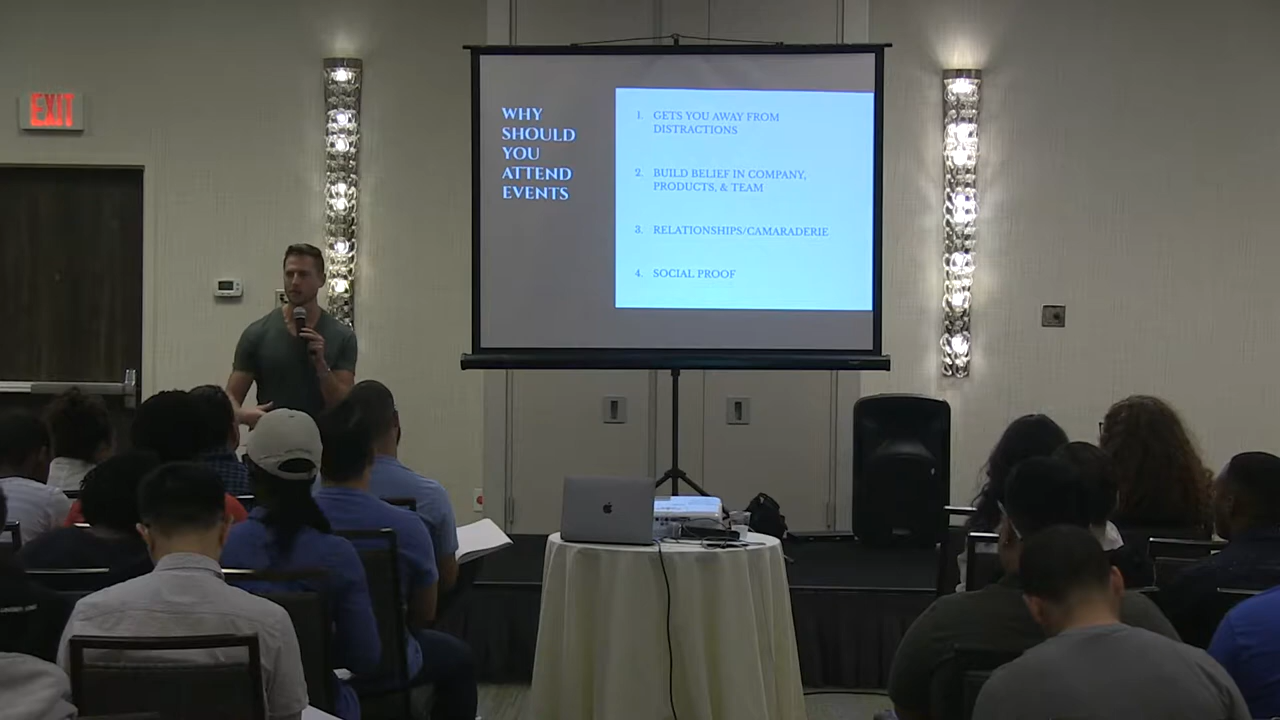 EXIT
WHY
SHOULD
YOU
ATTEND
EVENTS
1. GETS YOU AWAY FROM
DISTRACTIONS
2. BUILD BELIEF IN COMPANY,
PRODUCTS, & TEAM
3. RELATIONSHIPS/CAMARADERIE
4. SOCIAL PROOF